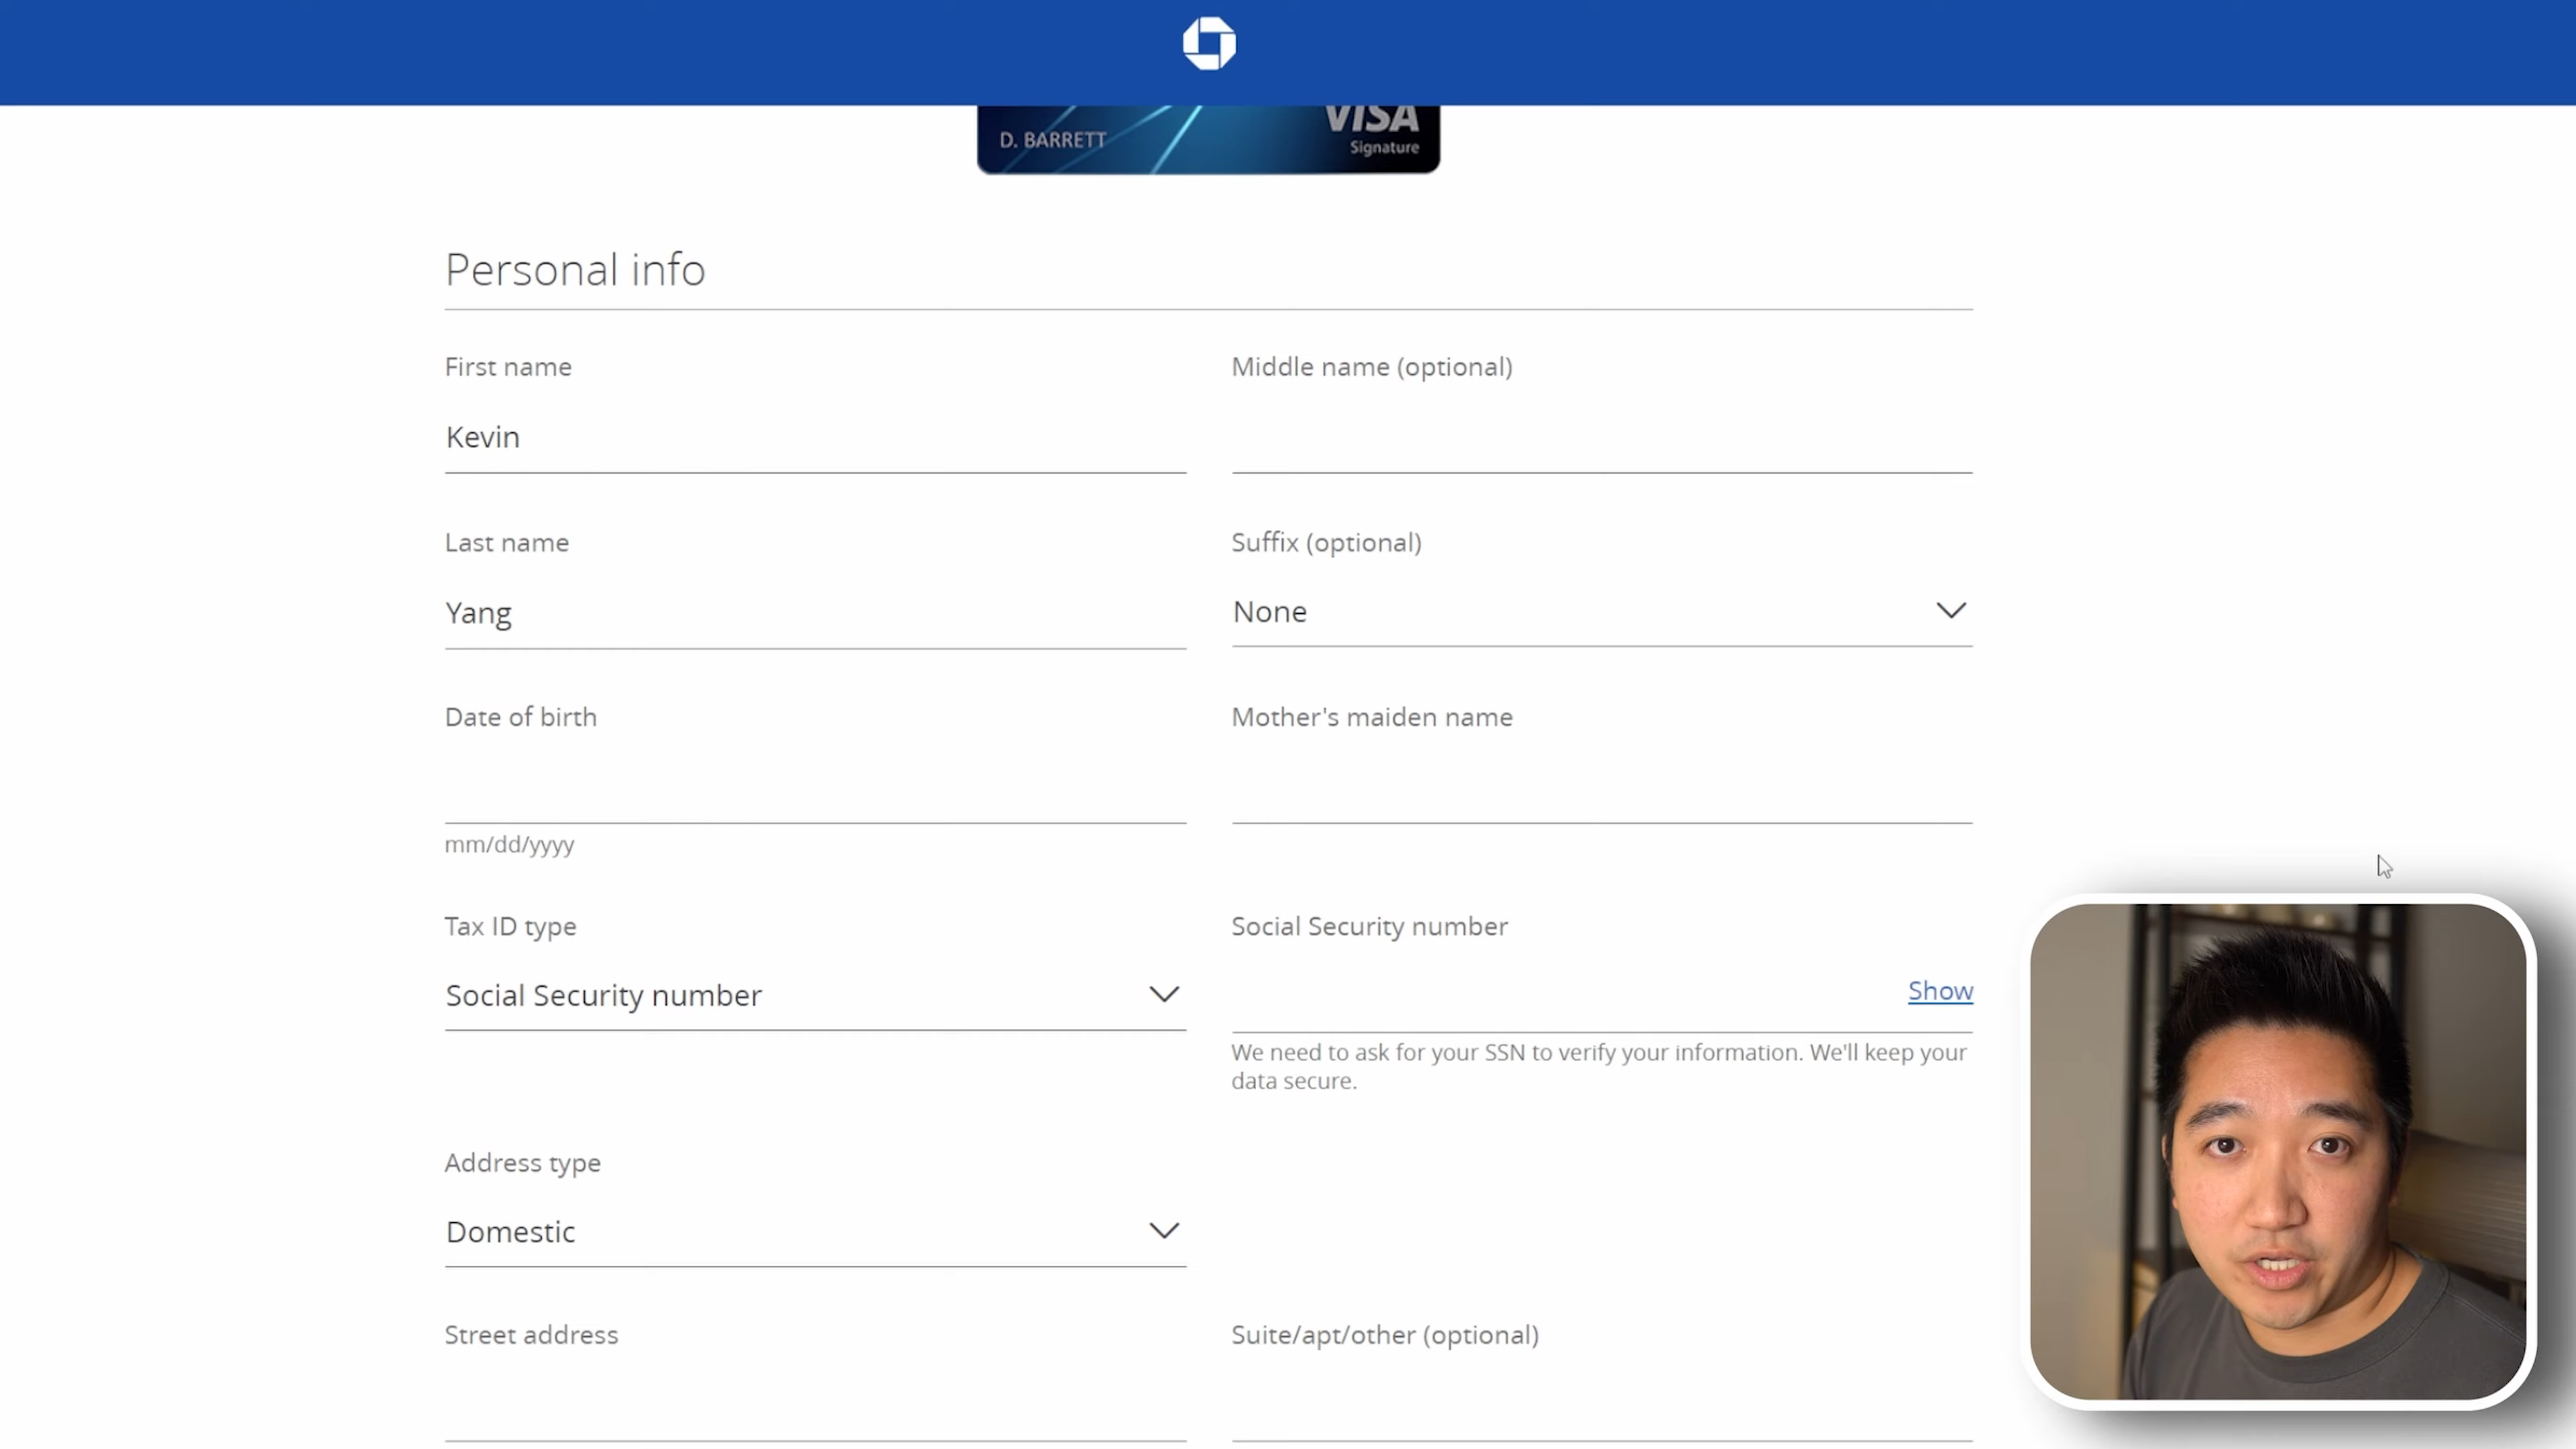 D. BARRETT
VISA
Signature
Personal info
First name
Middle name (optional)
Kevin
Last name
Suffix (optional)
Yang
None
Date of birth
Mother's maiden name
mm/dd/yyyy
Tax ID type
Social Security number
Social Security number
Show
We need to ask for your SSN to verify your information. We'll keep your
data secure.
Address type
Domestic
Street address
Suite/apt/other (optional)